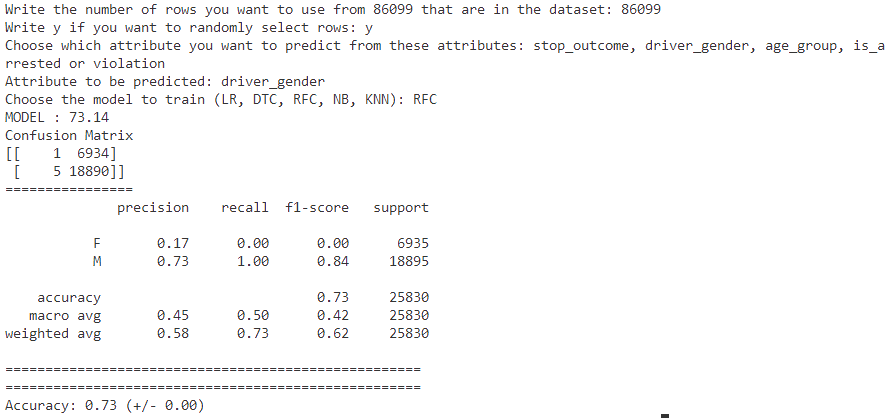 Write the number of rows you want to use from 86099 that are in the dataset: 86099
Write y if you want to randomly select rows: y
Choose which attribute you want to predict from these attributes: stop_outcome, driver_gender, age_group, is_a
rrested or violation
Attribute to be predicted: driver_gender
Choose the model to train (LR, DTC, RFC, NB, KNN): RFC
MODEL : 73.14
Confusion Matrix
[[    1  6934]
 [    5 18890]]
================
              precision    recall  f1-score   support

           F       0.17      0.00      0.00      6935
           M       0.73      1.00      0.84     18895

    accuracy                           0.73     25830
   macro avg       0.45      0.50      0.42     25830
weighted avg       0.58      0.73      0.62     25830

====================================================
====================================================
Accuracy: 0.73 (+/- 0.00)